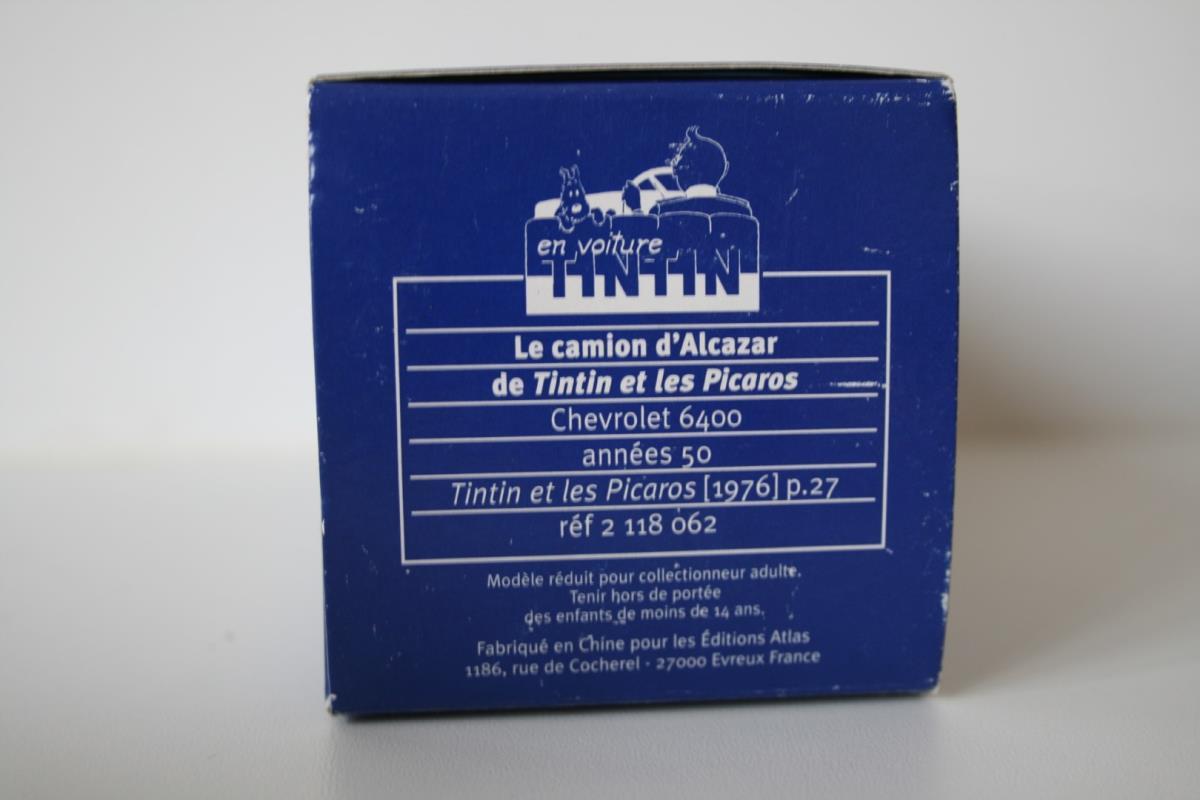 en voiture
TINTIN
Le camion d'Alcazar
de Tintin et les Picaros
Chevrolet 6400
années 50
Tintin et les Picaros [1976] p.27
réf 2 118 062
Modèle réduit pour collectionneur adulte.
Tenir hors de portée
des enfants de moins de 14 ans.
Fabriqué en Chine pour les Éditions Atlas
1186, rue de Cocherel · 27000 Evreux France